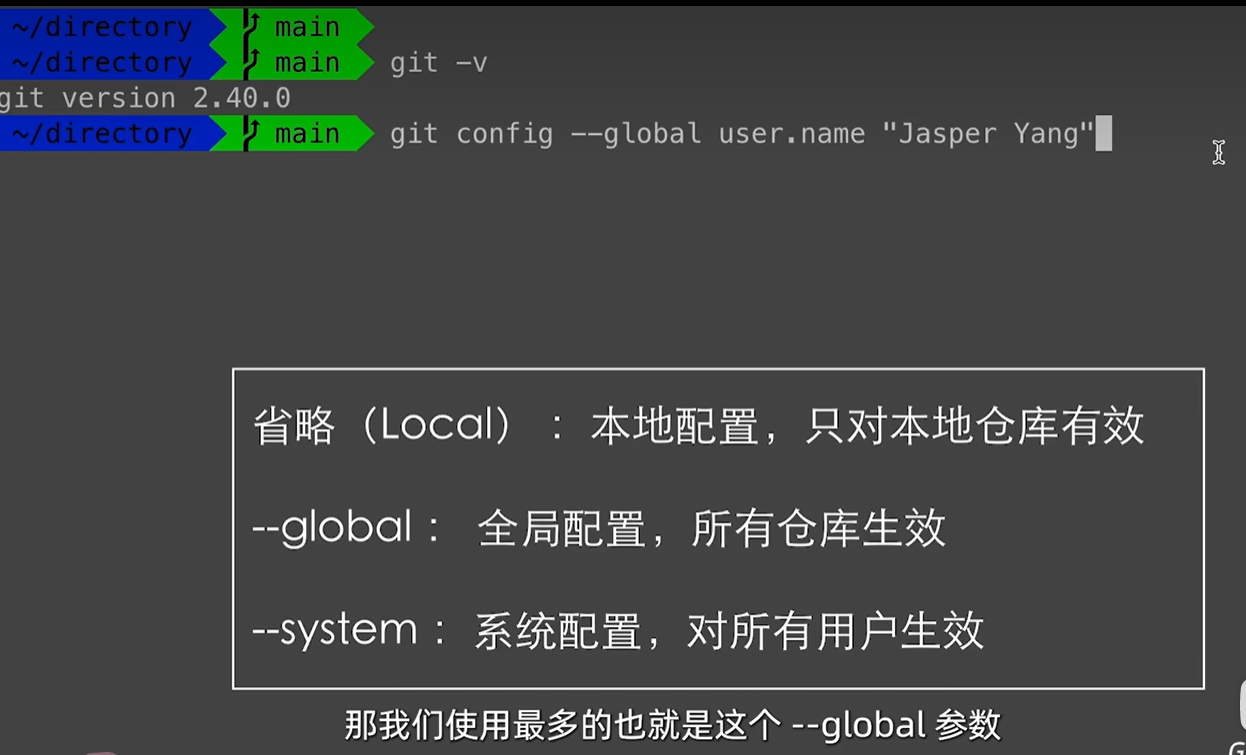 ~/directory main
~/directory main git -v
git version 2.40.0
~/directory main git config --global user.name "Jasper Yang"
省略（Local）：本地配置，只对本地仓库有效
--global： 全局配置，所有仓库生效
--system： 系统配置，对所有用户生效
那我们使用最多的也就是这个 --global 参数